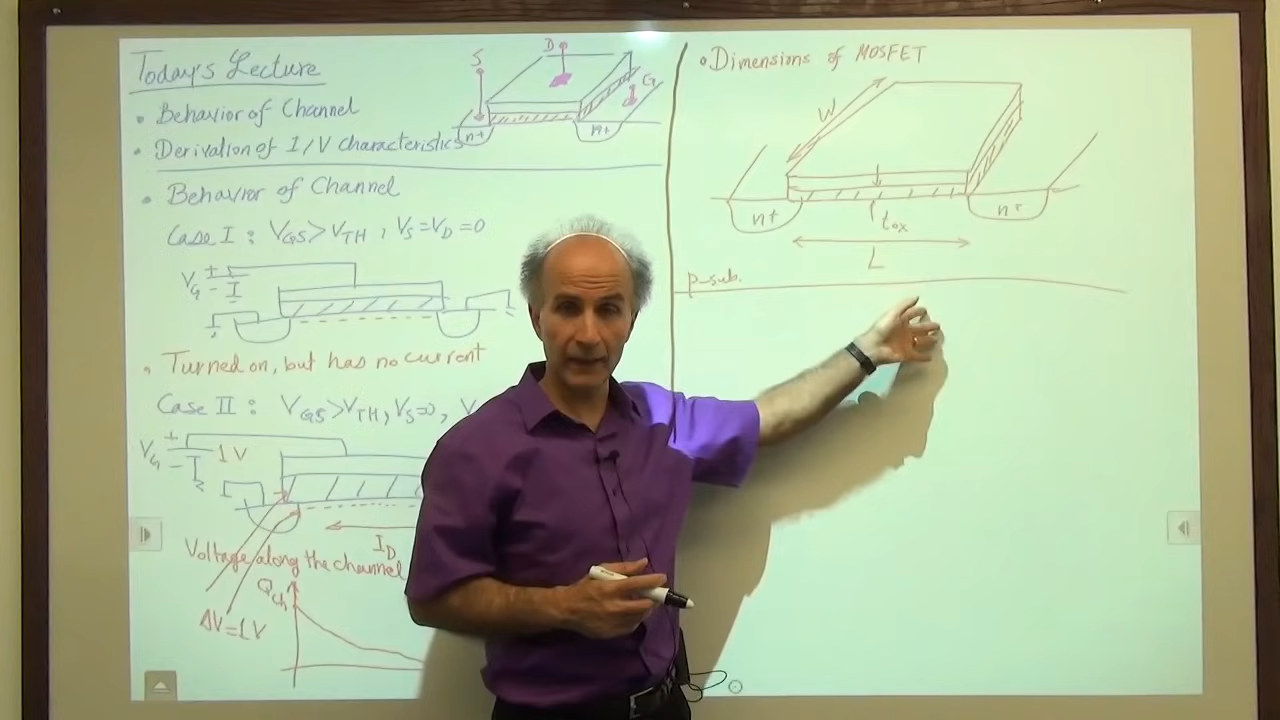 Today's Lecture
• Behavior of Channel
• Derivation of I/V characteristics
S
D
G
n+
n+
• Behavior of Channel
Case I : VGS>VTH , VS=VD=0
VG
+
-
• Turned on, but has no current
Case II : VGS>VTH, VS=0, V
VG
+
-
1V
ID
Voltage along the channel
Qch
ΔV=1V
• Dimensions of MOSFET
W
n+
n+
tox
L
p-sub.